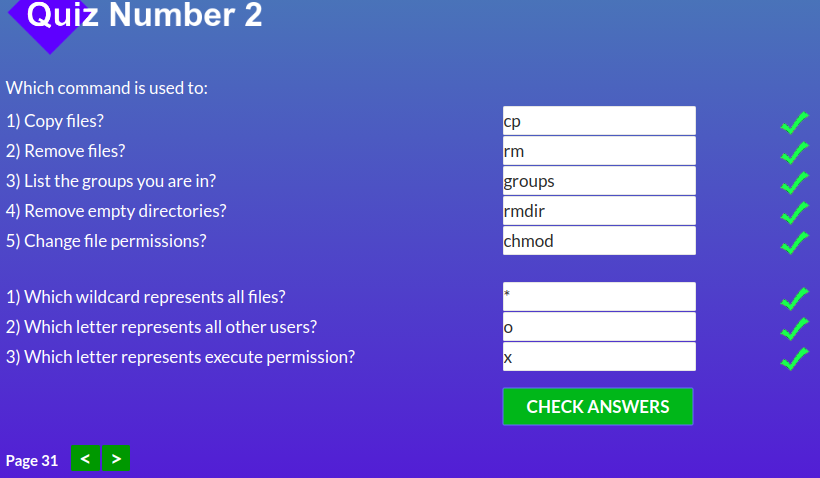 Quiz Number 2
Which command is used to:
1) Copy files? cp
2) Remove files? rm
3) List the groups you are in? groups
4) Remove empty directories? rmdir
5) Change file permissions? chmod
1) Which wildcard represents all files? *
2) Which letter represents all other users? o
3) Which letter represents execute permission? x
CHECK ANSWERS
Page 31 < >